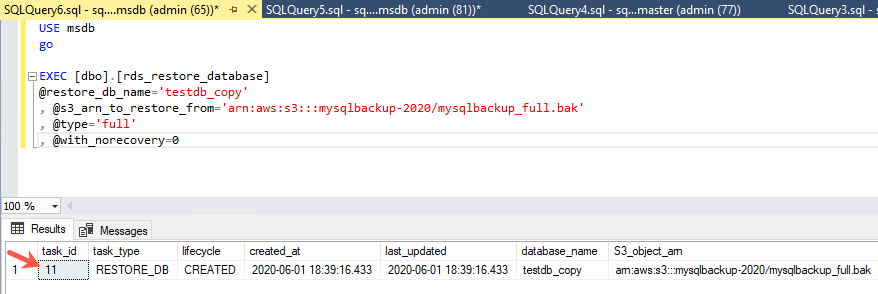 SQLQuery6.sql - sq....msdb (admin (65))* SQLQuery5.sql - sq....msdb (admin (81))* SQLQuery4.sql - sq...master (admin (77)) SQLQuery3.sql - s
USE msdb
go
EXEC [dbo].[rds_restore_database]
@restore_db_name='testdb_copy'
, @s3_arn_to_restore_from='arn:aws:s3:::mysqlbackup-2020/mysqlbackup_full.bak'
, @type='full'
, @with_norecovery=0
100 %
Results Messages
task_id task_type lifecycle created_at last_updated database_name S3_object_arn
1 11 RESTORE_DB CREATED 2020-06-01 18:39:16.433 2020-06-01 18:39:16.433 testdb_copy arn:aws:s3:::mysqlbackup-2020/mysqlbackup_full.bak